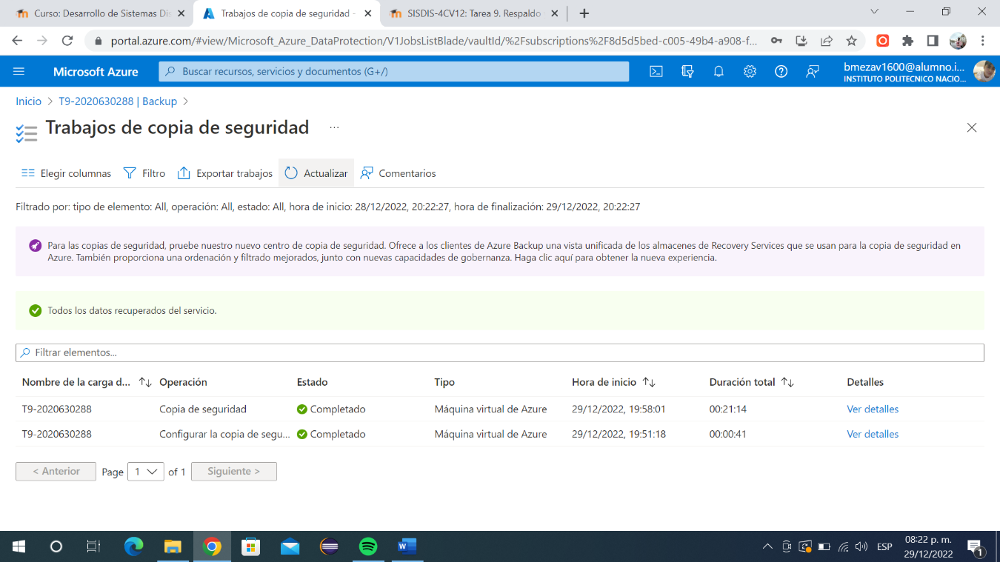 Curso: Desarrollo de Sistemas Dis
Trabajos de copia de seguridad -
SISDIS-4CV12: Tarea 9. Respaldo
portal.azure.com/#view/Microsoft_Azure_DataProtection/V1JobsListBlade/vaultId/%2Fsubscriptions%2F8d5d5bed-c005-49b4-a908-f...
Microsoft Azure
Buscar recursos, servicios y documentos (G+/)
bmezav1600@alumno.i...
INSTITUTO POLITECNICO NACIO...
Inicio > T9-2020630288 | Backup >
Trabajos de copia de seguridad ...
Elegir columnas Filtro Exportar trabajos Actualizar Comentarios
Filtrado por: tipo de elemento: All, operación: All, estado: All, hora de inicio: 28/12/2022, 20:22:27, hora de finalización: 29/12/2022, 20:22:27
Para las copias de seguridad, pruebe nuestro nuevo centro de copia de seguridad. Ofrece a los clientes de Azure Backup una vista unificada de los almacenes de Recovery Services que se usan para la copia de seguridad en
Azure. También proporciona una ordenación y filtrado mejorados, junto con nuevas capacidades de gobernanza. Haga clic aquí para obtener la nueva experiencia.
Todos los datos recuperados del servicio.
Filtrar elementos...
Nombre de la carga d... Operación Estado Tipo Hora de inicio Duración total Detalles
T9-2020630288 Copia de seguridad Completado Máquina virtual de Azure 29/12/2022, 19:58:01 00:21:14 Ver detalles
T9-2020630288 Configurar la copia de segu... Completado Máquina virtual de Azure 29/12/2022, 19:51:18 00:00:41 Ver detalles
< Anterior Page 1 of 1 Siguiente >
ESP
08:22 p. m.
29/12/2022
1